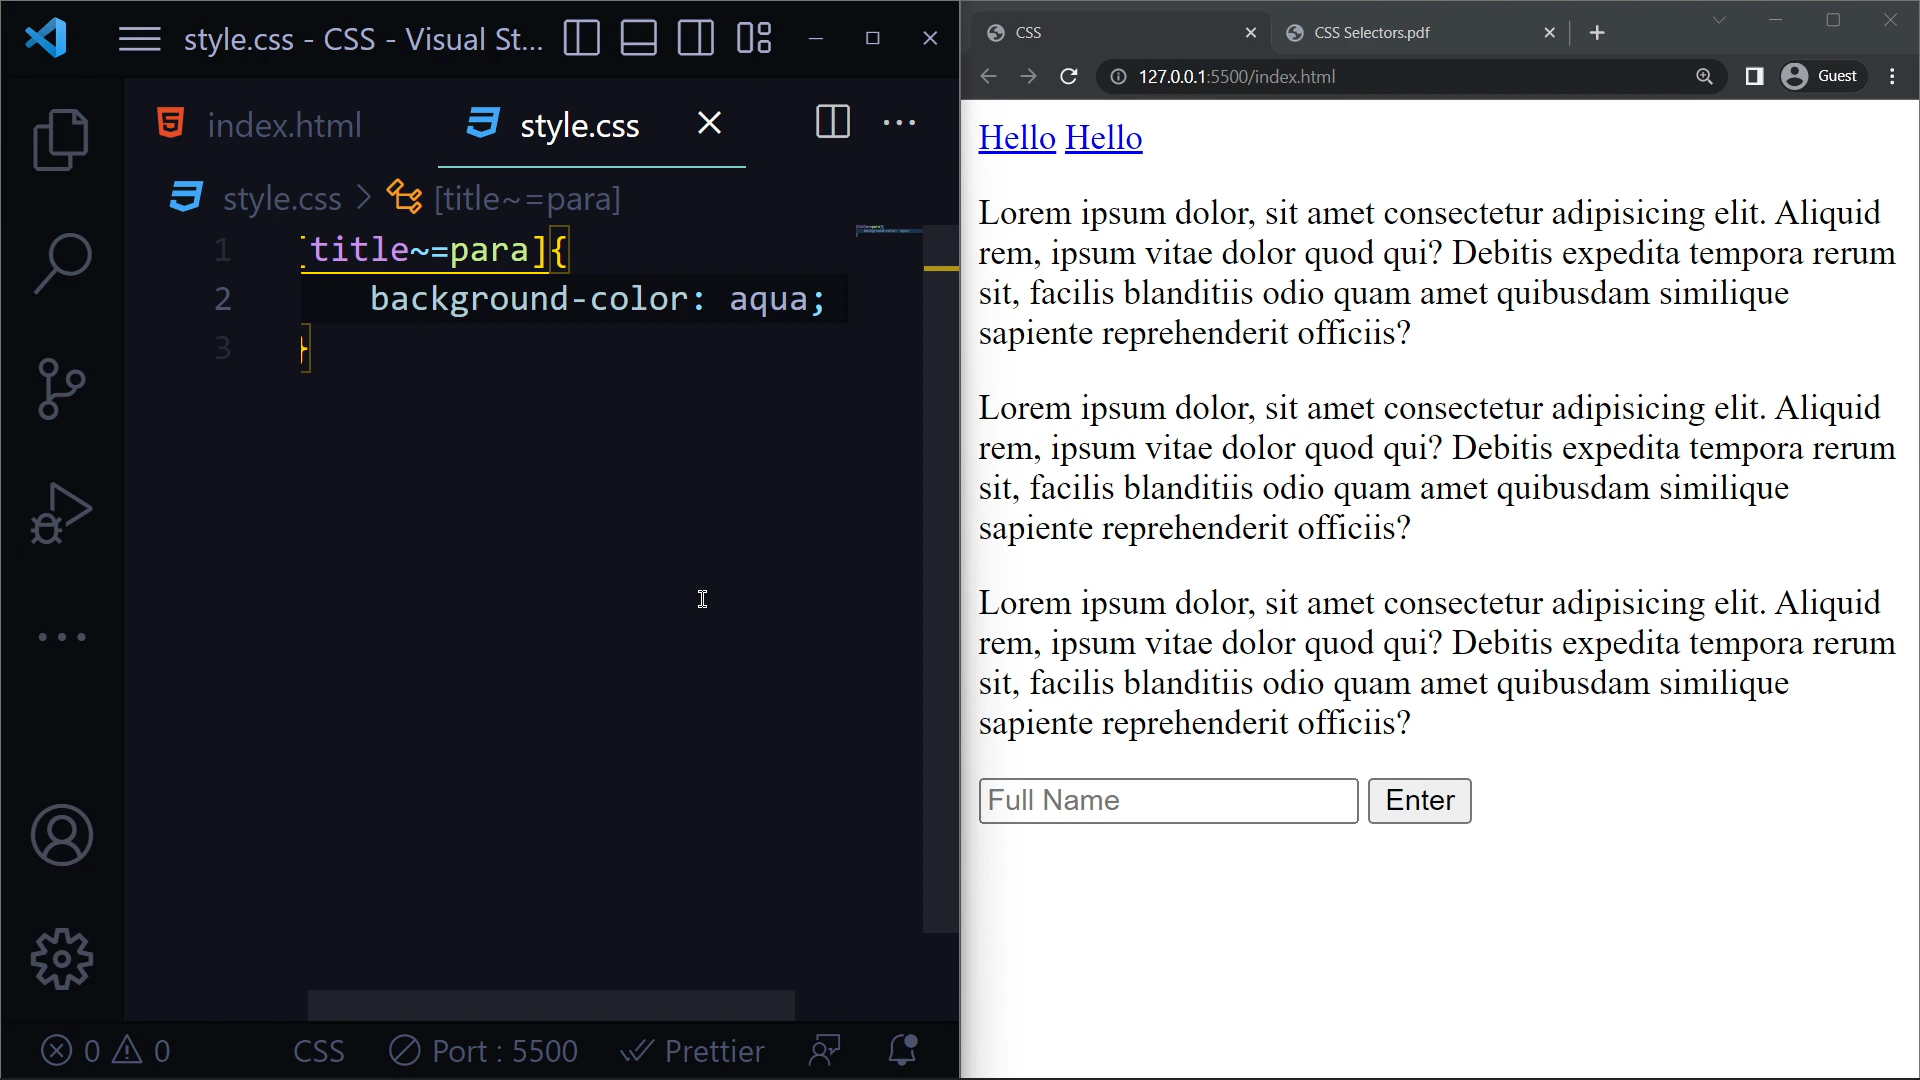 style.css - CSS - Visual St...
index.html
style.css
style.css > [title~=para]
1 [title~=para]{
2 background-color: aqua;
3 }
0 0 CSS Port : 5500 Prettier
CSS
CSS Selectors.pdf
127.0.0.1:5500/index.html
Guest
Hello Hello
Lorem ipsum dolor, sit amet consectetur adipisicing elit. Aliquid
rem, ipsum vitae dolor quod qui? Debitis expedita tempora rerum
sit, facilis blanditiis odio quam amet quibusdam similique
sapiente reprehenderit officiis?
Lorem ipsum dolor, sit amet consectetur adipisicing elit. Aliquid
rem, ipsum vitae dolor quod qui? Debitis expedita tempora rerum
sit, facilis blanditiis odio quam amet quibusdam similique
sapiente reprehenderit officiis?
Lorem ipsum dolor, sit amet consectetur adipisicing elit. Aliquid
rem, ipsum vitae dolor quod qui? Debitis expedita tempora rerum
sit, facilis blanditiis odio quam amet quibusdam similique
sapiente reprehenderit officiis?
Full Name Enter